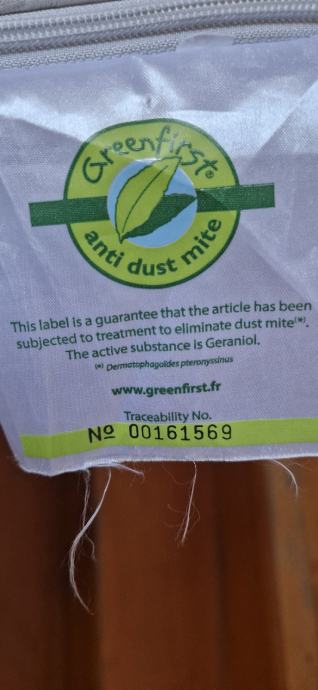 Greenfirst®
anti dust mite
This label is a guarantee that the article has been
subjected to treatment to eliminate dust mite(*).
The active substance is Geraniol.
(*) Dermatophagoïdes pteronyssinus
www.greenfirst.fr
Traceability No.
Nº 00161569